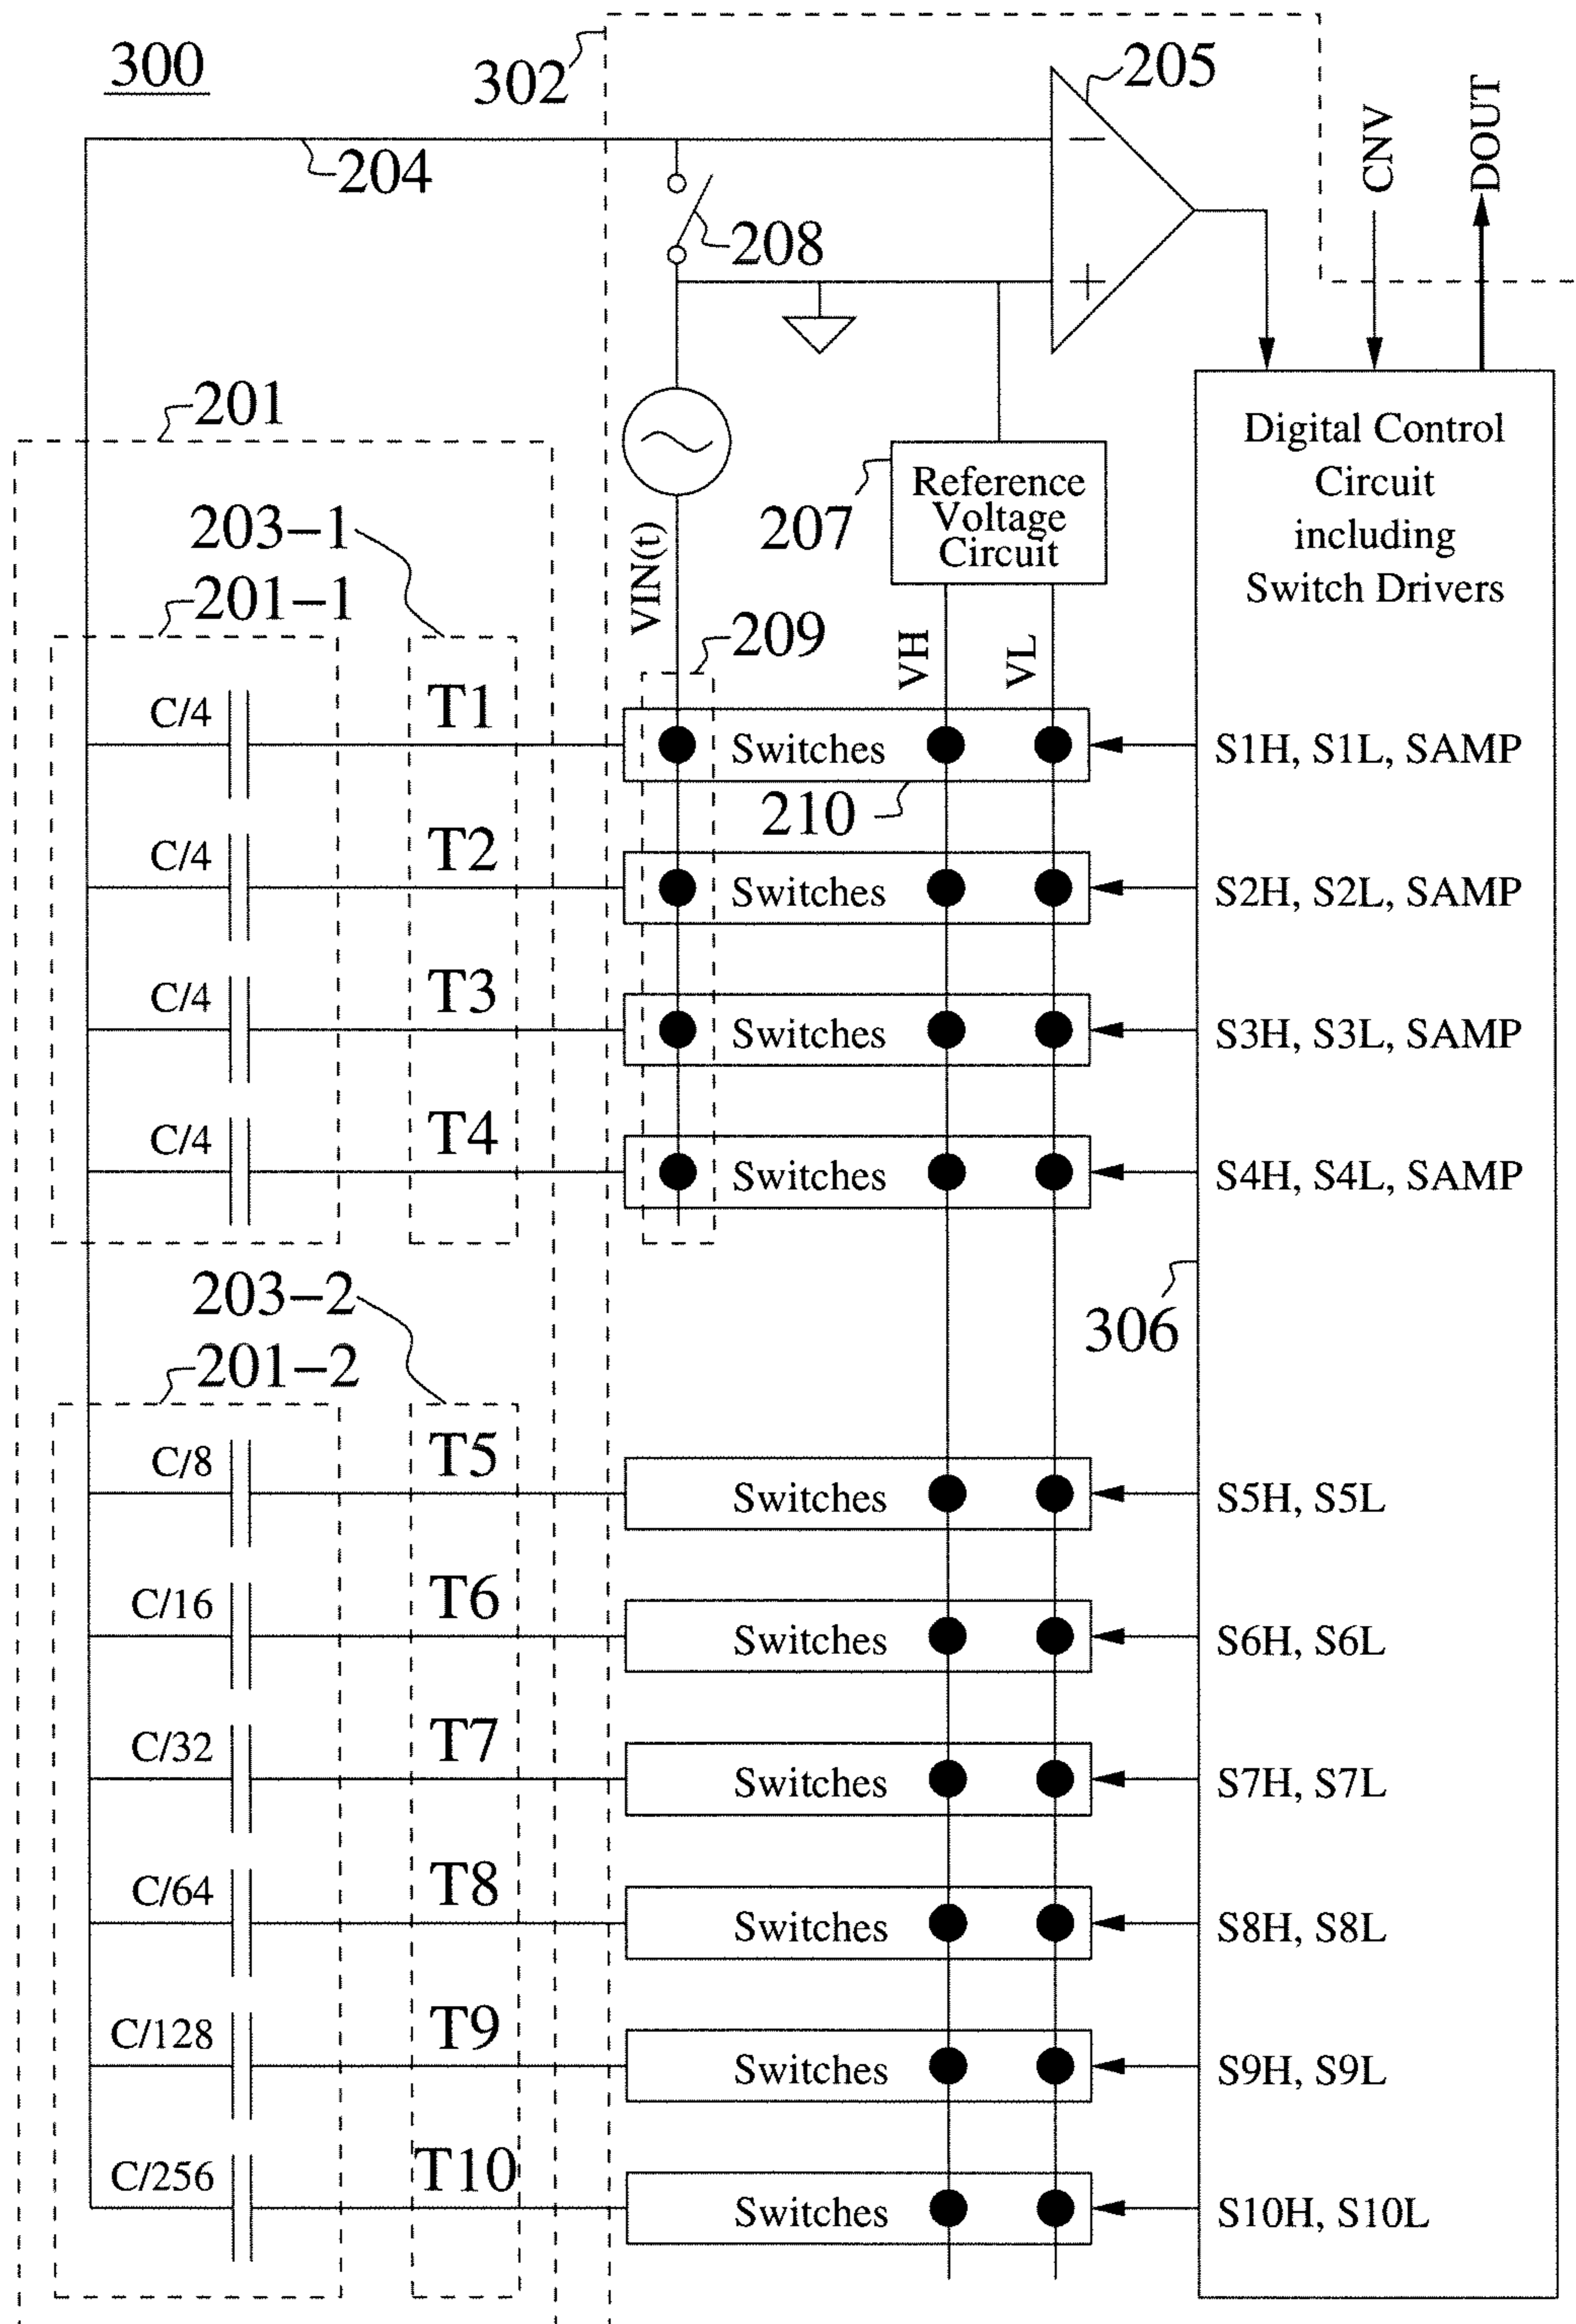 300
302
205
CNV
DOUT
−
204
208
+
201
Digital Control
Circuit
including
Switch Drivers
Reference
Voltage
Circuit
207
203−1
201−1
VIN(t)
209
VH
VL
C/4
T1
Switches
S1H, S1L, SAMP
210
C/4
T2
Switches
S2H, S2L, SAMP
C/4
T3
Switches
S3H, S3L, SAMP
C/4
T4
Switches
S4H, S4L, SAMP
203−2
306
201−2
C/8
T5
Switches
S5H, S5L
C/16
T6
Switches
S6H, S6L
C/32
T7
Switches
S7H, S7L
C/64
T8
Switches
S8H, S8L
C/128
T9
Switches
S9H, S9L
C/256
T10
Switches
S10H, S10L